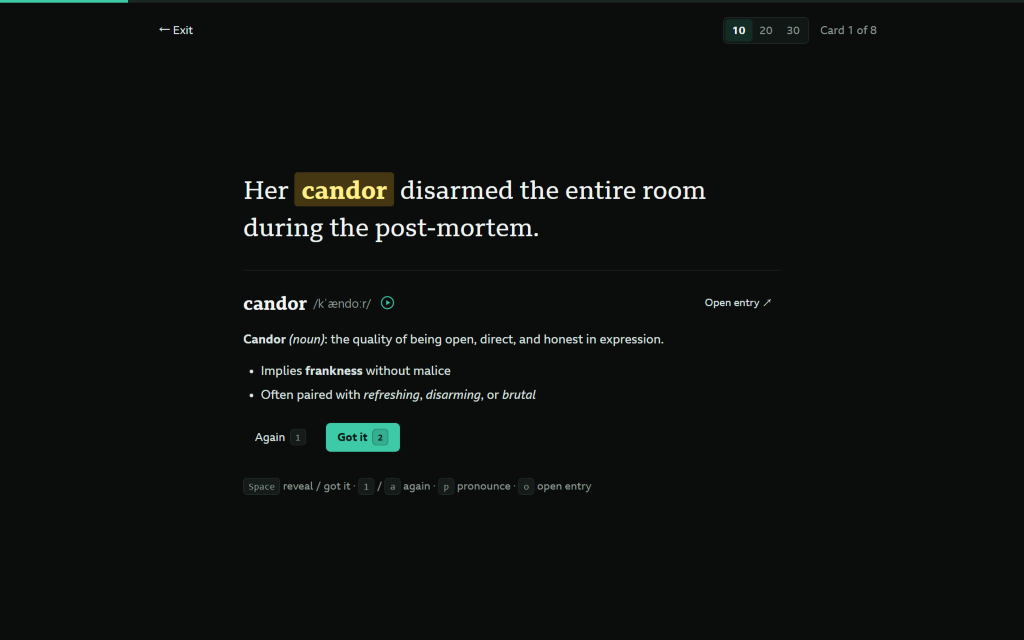 ← Exit
10 20 30 Card 1 of 8
Her candor disarmed the entire room
during the post-mortem.
candor /kˈændoːr/
Open entry ↗
Candor (noun): the quality of being open, direct, and honest in expression.
• Implies frankness without malice
• Often paired with refreshing, disarming, or brutal
Again 1 Got it 2
Space reveal / got it · 1 / a again · p pronounce · o open entry